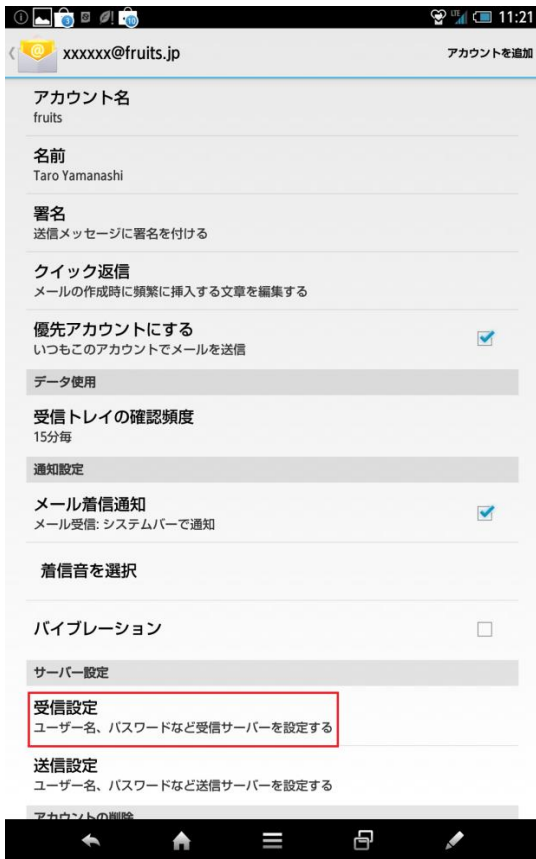 11:21
xxxxxx@fruits.jp アカウントを追加
アカウント名
fruits
名前
Taro Yamanashi
署名
送信メッセージに署名を付ける
クイック返信
メールの作成時に頻繁に挿入する文章を編集する
優先アカウントにする
いつもこのアカウントでメールを送信
データ使用
受信トレイの確認頻度
15分毎
通知設定
メール着信通知
メール受信: システムバーで通知
着信音を選択
バイブレーション
サーバー設定
受信設定
ユーザー名、パスワードなど受信サーバーを設定する
送信設定
ユーザー名、パスワードなど送信サーバーを設定する
アカウントの削除